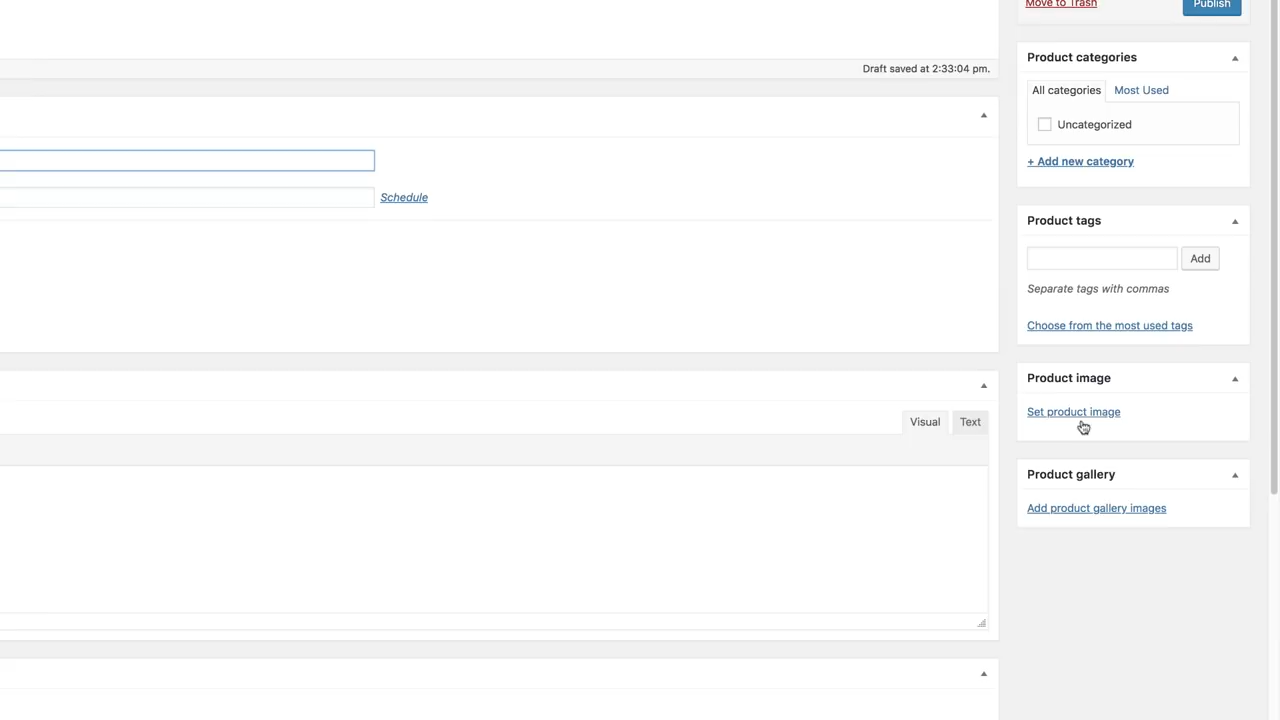 Move to Trash
Publish
Draft saved at 2:33:04 pm.
Product categories
All categories Most Used
Uncategorized
+ Add new category
Schedule
Product tags
Add
Separate tags with commas
Choose from the most used tags
Product image
Set product image
Visual Text
Product gallery
Add product gallery images